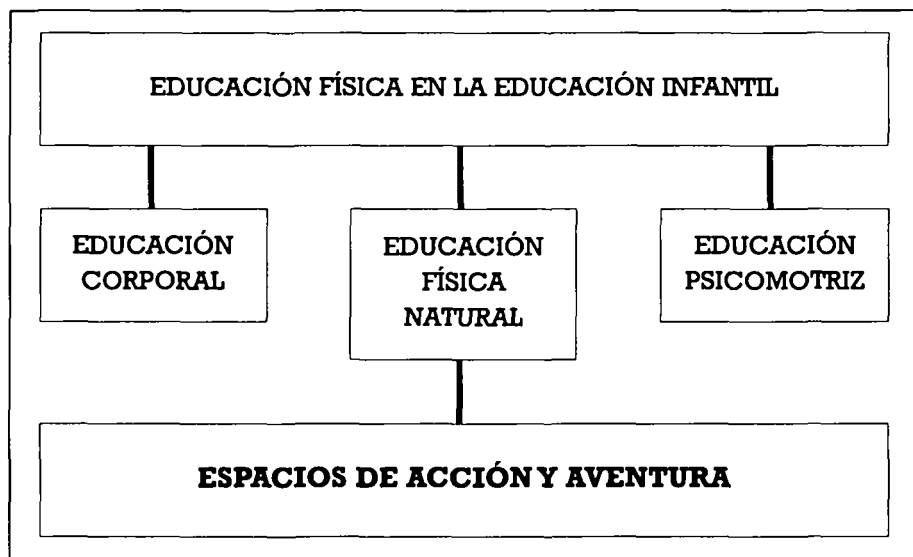 EDUCACIÓN FÍSICA EN LA EDUCACIÓN INFANTIL
EDUCACIÓN
CORPORAL
EDUCACIÓN
FÍSICA
NATURAL
EDUCACIÓN
PSICOMOTRIZ
ESPACIOS DE ACCIÓN Y AVENTURA